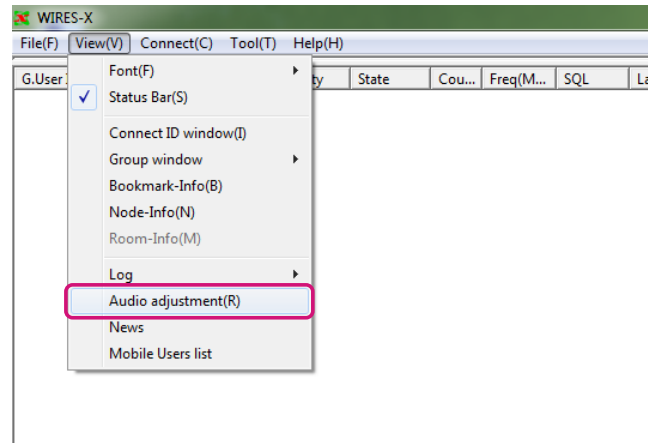 WIRES-X
File(F) View(V) Connect(C) Tool(T) Help(H)
G.User ty State Cou... Freq(M... SQL La
Font(F)
Status Bar(S)
Connect ID window(I)
Group window
Bookmark-Info(B)
Node-Info(N)
Room-Info(M)
Log
Audio adjustment(R)
News
Mobile Users list